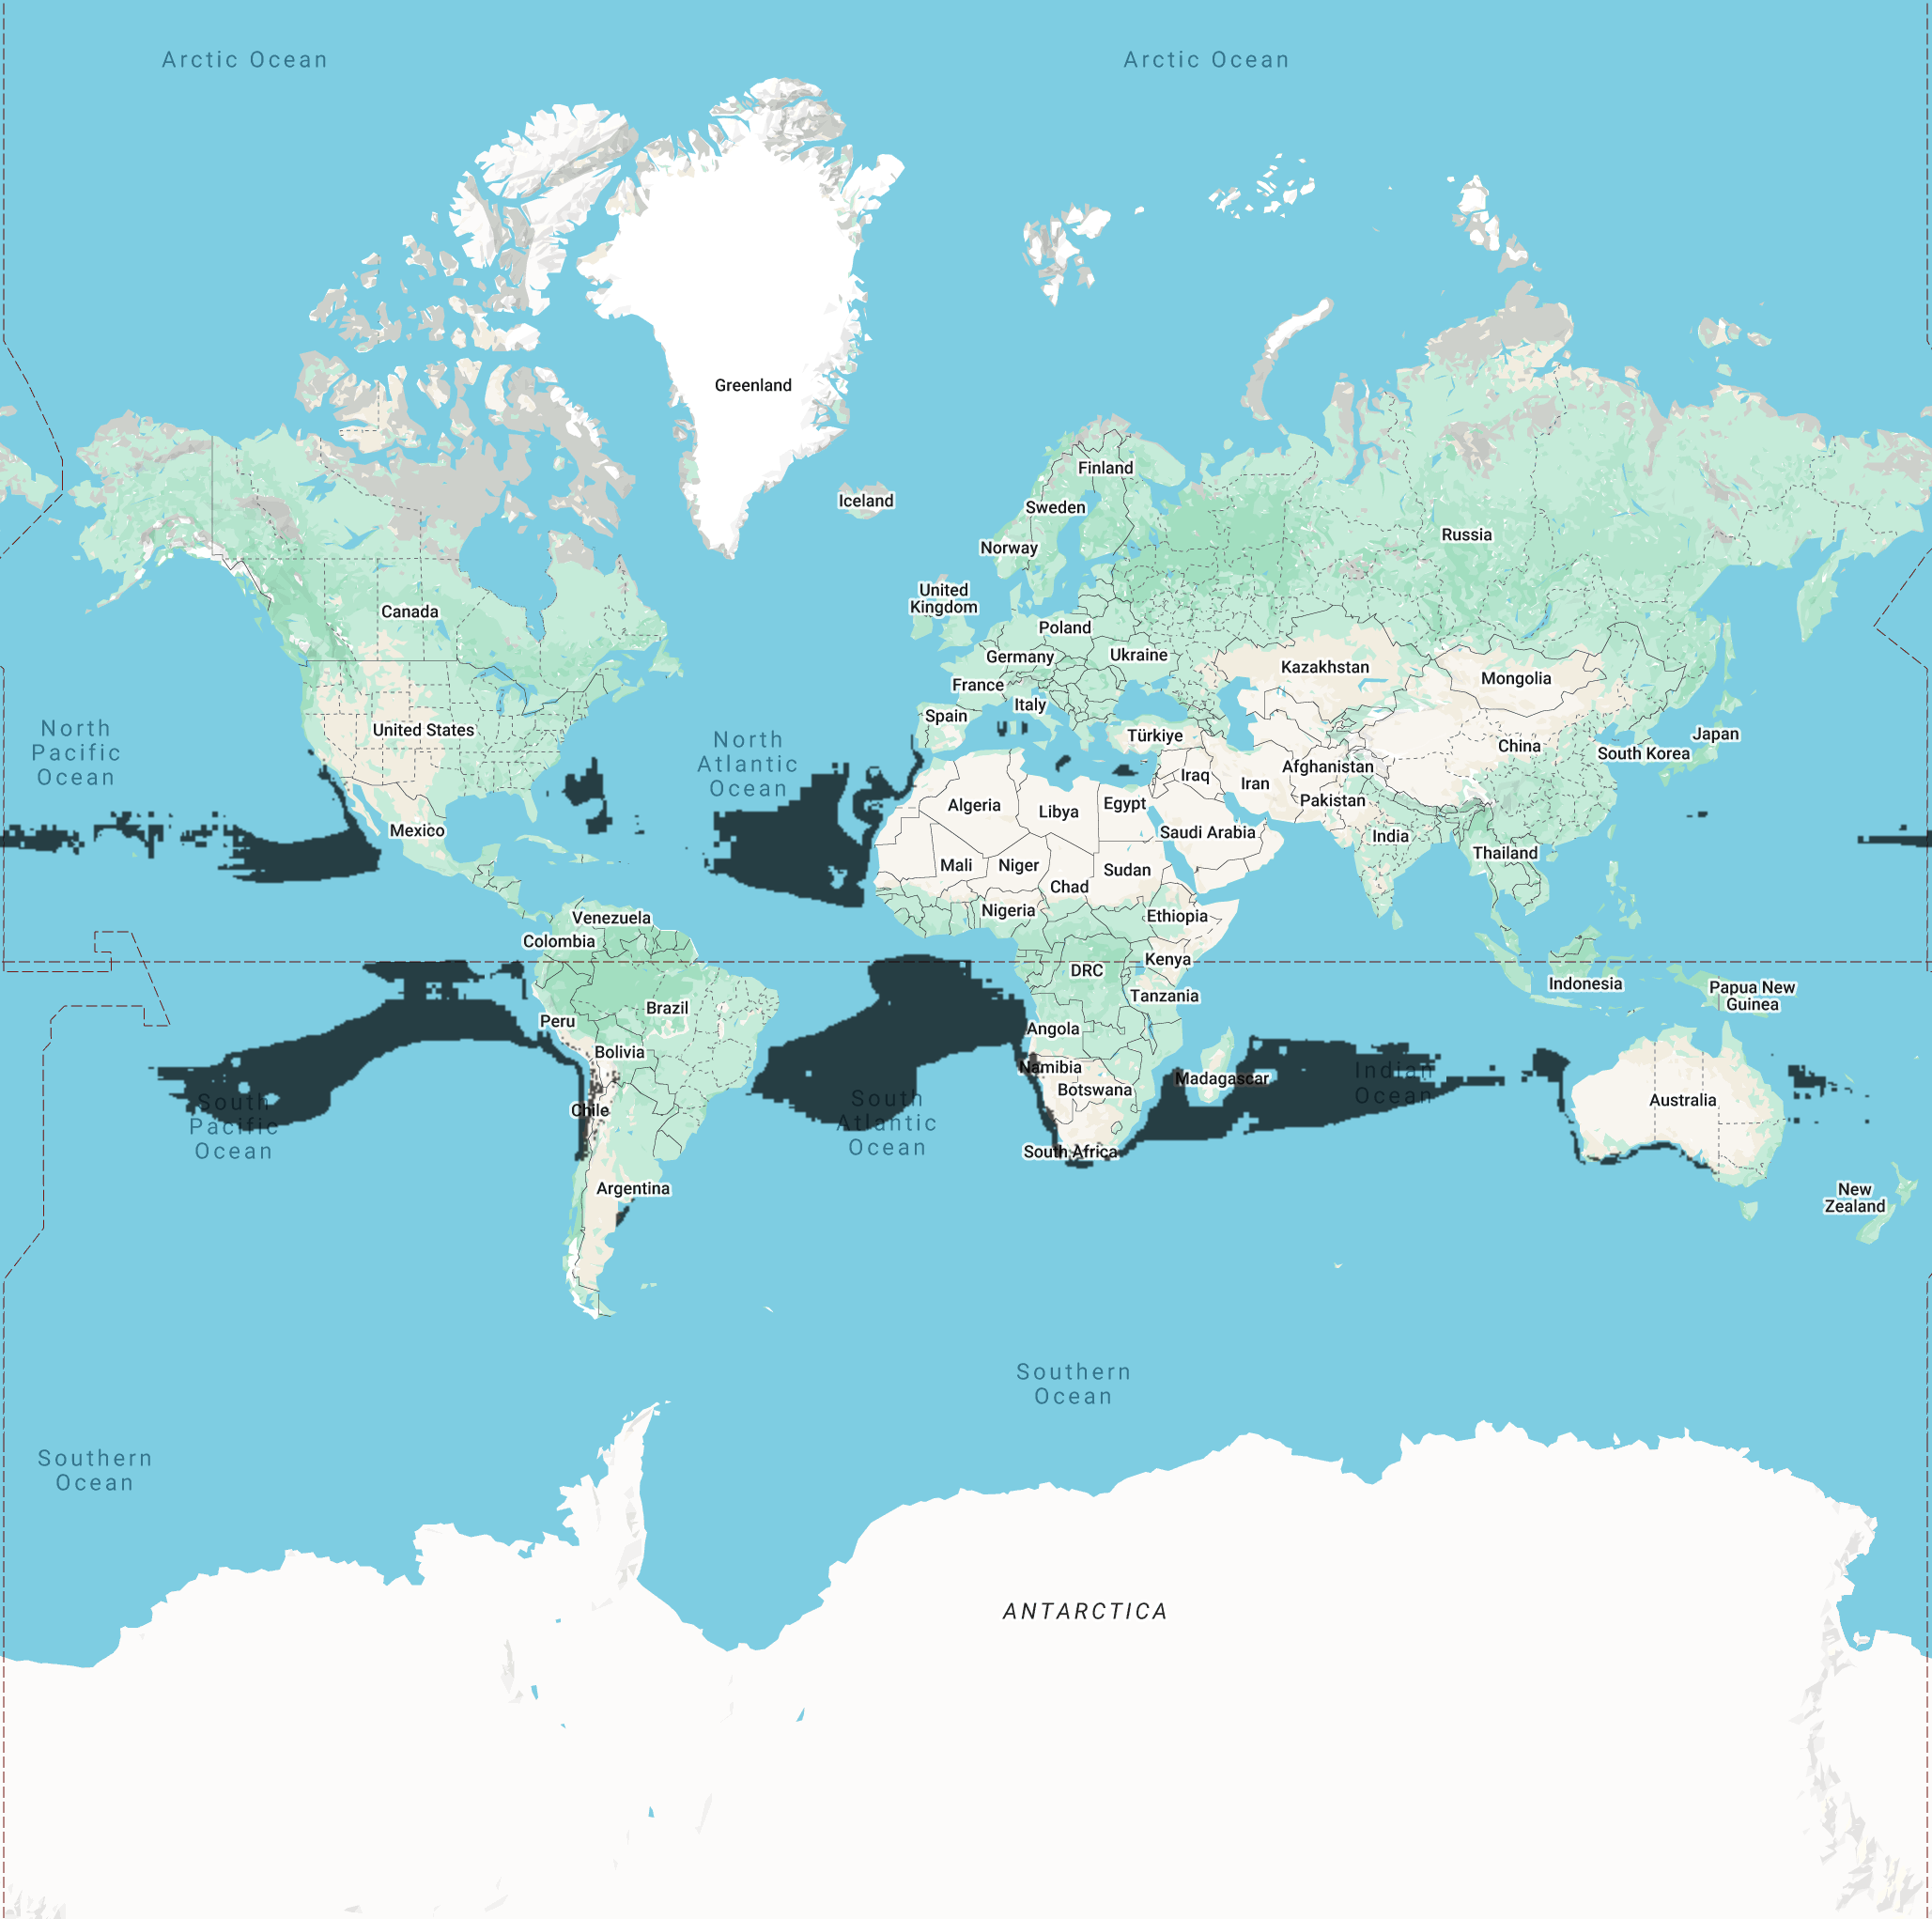 Arctic Ocean
Arctic Ocean
Greenland
Finland
Iceland
Sweden
Russia
Norway
United
Kingdom
Canada
Poland
Ukraine
Germany
Kazakhstan
Mongolia
France
Italy
Spain
North
Pacific
Ocean
United States
Türkiye
Japan
North
Atlantic
Ocean
China
South Korea
Afghanistan
Iraq
Iran
Algeria
Libya
Egypt
Pakistan
Mexico
Saudi Arabia
India
Thailand
Mali
Niger
Sudan
Chad
Nigeria
Venezuela
Ethiopia
Colombia
Kenya
DRC
Indonesia
Papua New
Guinea
Tanzania
Brazil
Peru
Angola
Bolivia
Namibia
Madagascar
Indian
Ocean
Botswana
Australia
Chile
South
Pacific
Ocean
South
Atlantic
Ocean
South Africa
Argentina
New
Zealand
Southern
Ocean
Southern
Ocean
ANTARCTICA